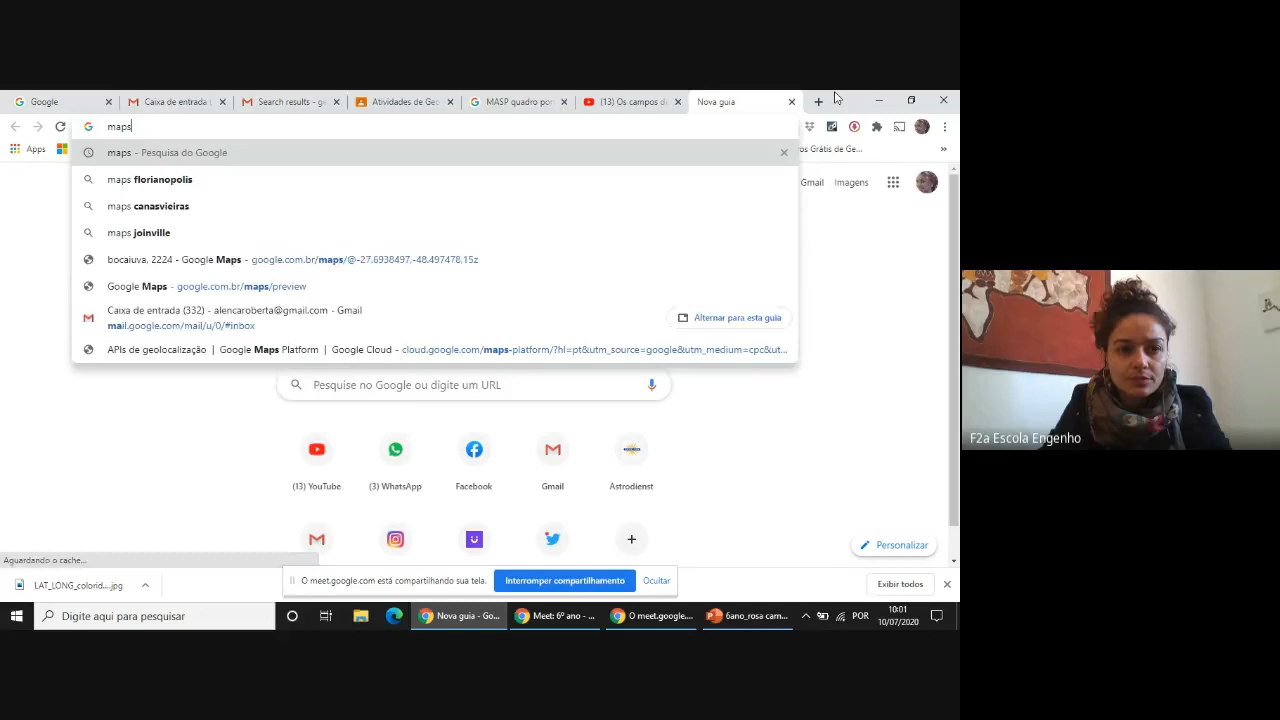 Google
Caixa de entrada (
Search results - ge
Atividades de Geo
MASP quadro por
(13) Os campos de
Nova guia
maps
Apps
os Grátis de Ge...
»
maps - Pesquisa do Google
maps florianopolis
maps canasvieiras
maps joinville
bocaiuva, 2224 - Google Maps - google.com.br/maps/@-27.6938497,-48.497478,15z
Google Maps - google.com.br/maps/preview
Caixa de entrada (332) - alencaroberta@gmail.com - Gmail
mail.google.com/mail/u/0/#inbox
Alternar para esta guia
APIs de geolocalização | Google Maps Platform | Google Cloud - cloud.google.com/maps-platform/?hl=pt&utm_source=google&utm_medium=cpc&ut...
Gmail
Imagens
Pesquise no Google ou digite um URL
(13) YouTube
(3) WhatsApp
Facebook
Gmail
Astrodienst
Personalizar
Aguardando o cache...
LAT_LONG_colorid....jpg
O meet.google.com está compartilhando sua tela.
Interromper compartilhamento
Ocultar
Exibir todos
Digite aqui para pesquisar
Nova guia - Go...
Meet: 6º ano - ...
O meet.google....
6ano_rosa carn...
POR
10:01
10/07/2020
F2a Escola Engenho